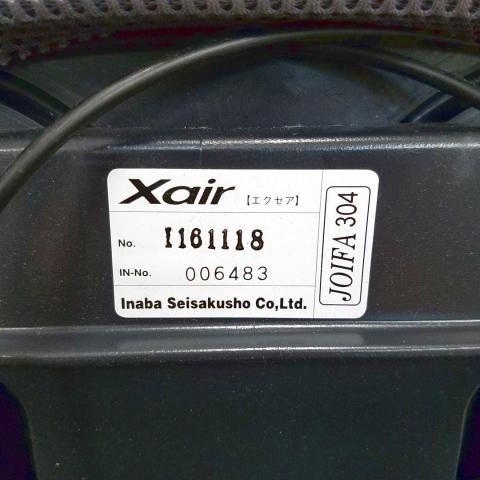 Xair 【エクセア】
No. I161118
IN-No. 006483
Inaba Seisakusho Co,Ltd.
JOIFA 304